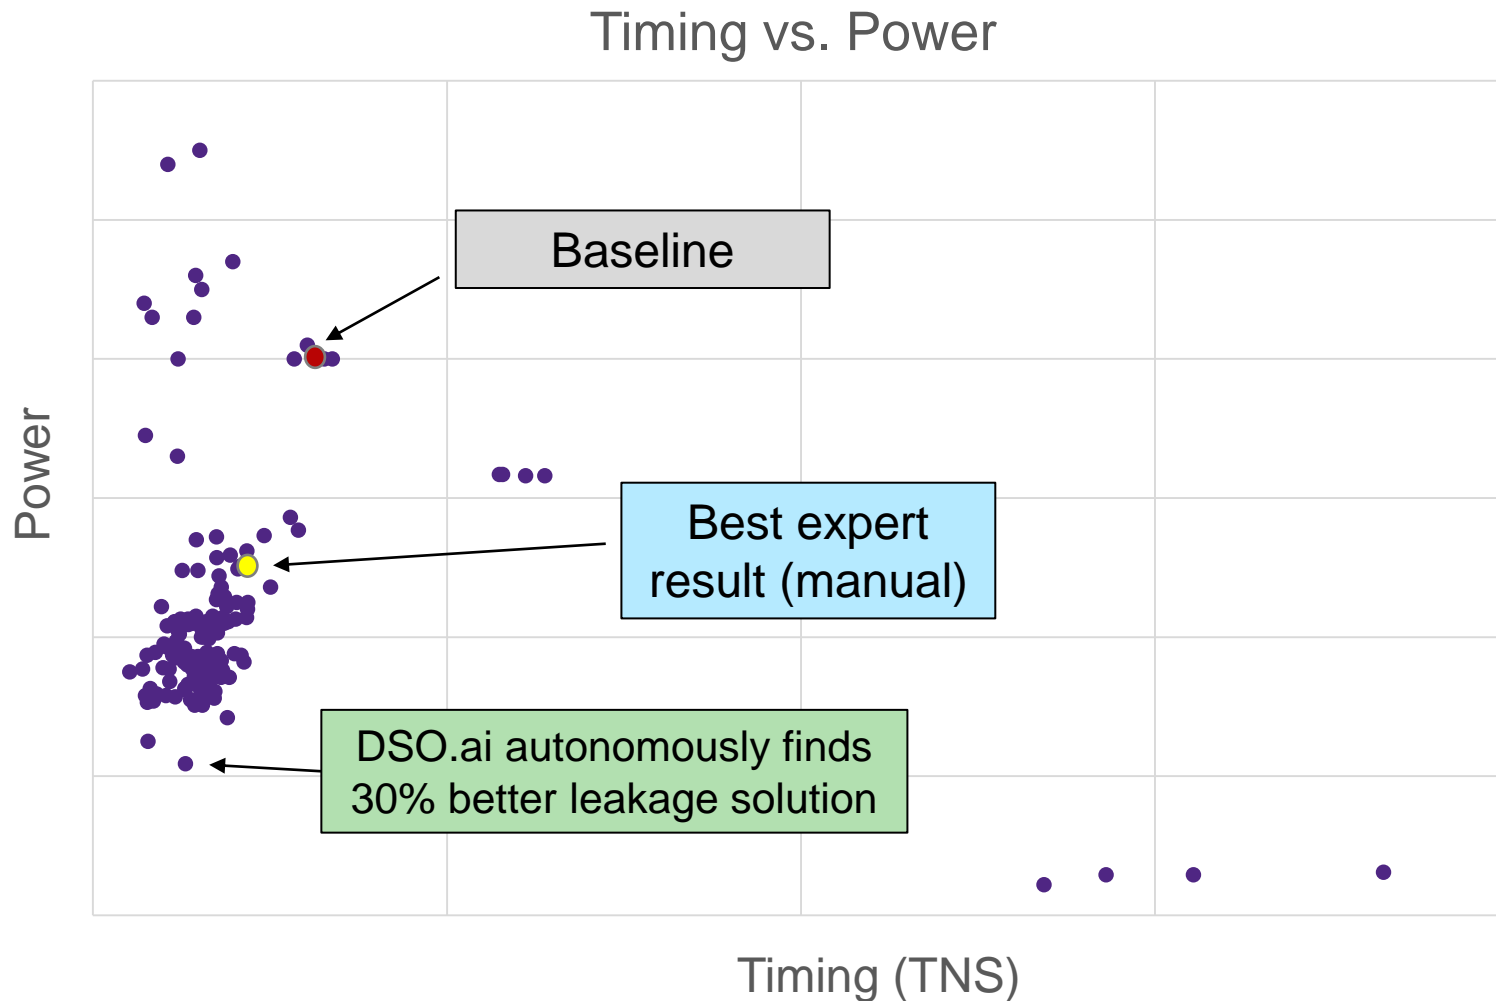 Timing vs. Power
Baseline
Power
Best expert
result (manual)
DSO.ai autonomously finds
30% better leakage solution
Timing (TNS)